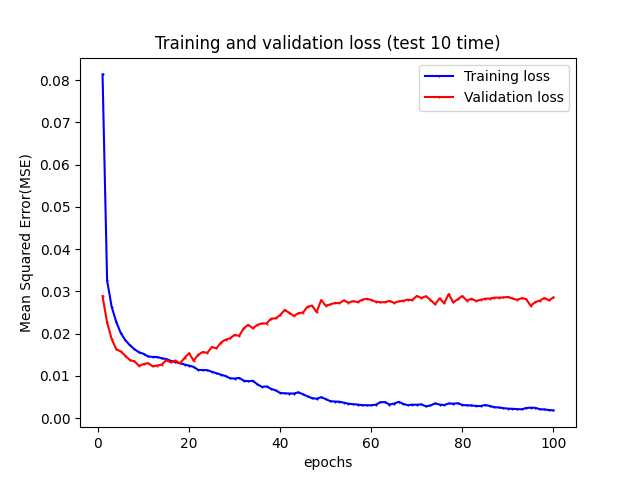 Training and validation loss (test 10 time)
Training loss
Validation loss
Mean Squared Error(MSE)
0.08
0.07
0.06
0.05
0.04
0.03
0.02
0.01
0.00
0 20 40 60 80 100
epochs